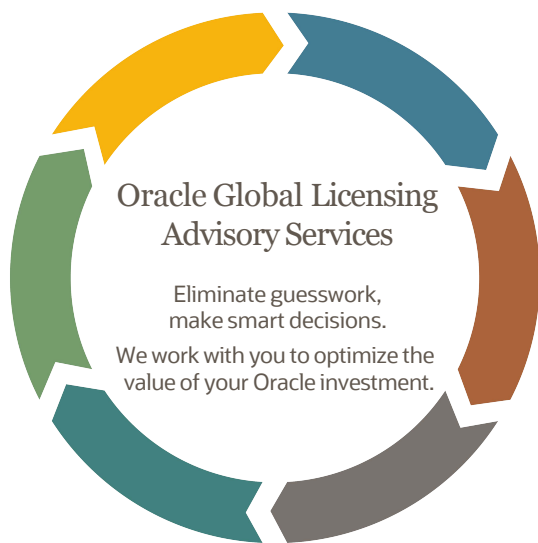 Oracle Global Licensing
Advisory Services
Eliminate guesswork,
make smart decisions.
We work with you to optimize the
value of your Oracle investment.